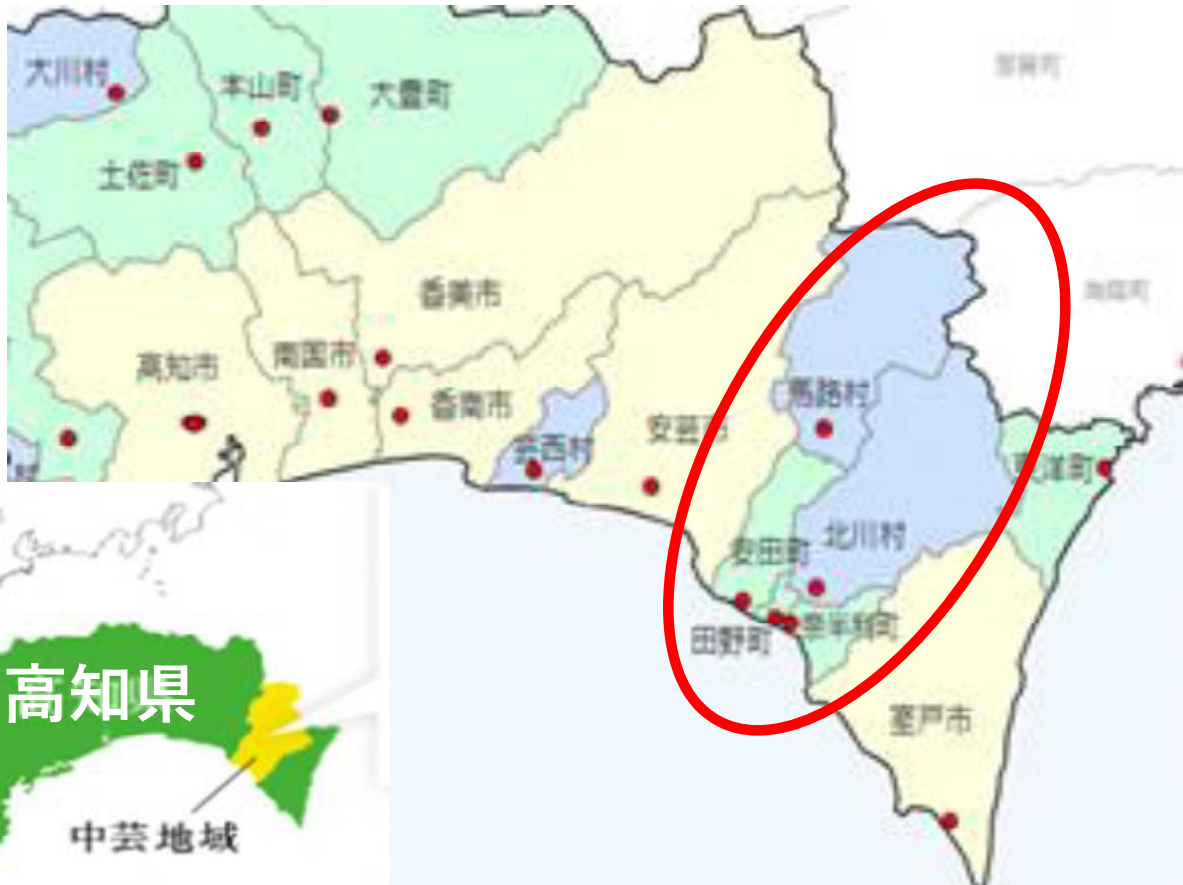 大川村
本山町
大豊町
土佐町
香美市
南国市
高知市
香南市
馬路村
芸西村
安芸市
東洋町
北川村
安田町
奈半利町
田野町
室戸市
高知県
中芸地域